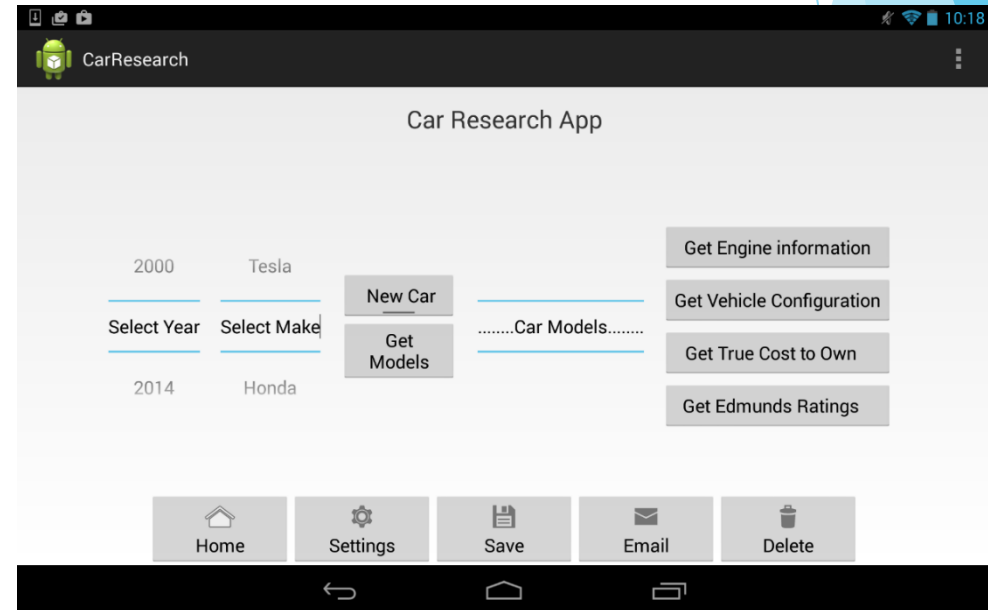 10:18
CarResearch
Car Research App
2000
Select Year
2014
Tesla
Select Make
Honda
New Car
Get
Models
........Car Models........
Get Engine information
Get Vehicle Configuration
Get True Cost to Own
Get Edmunds Ratings
Home
Settings
Save
Email
Delete